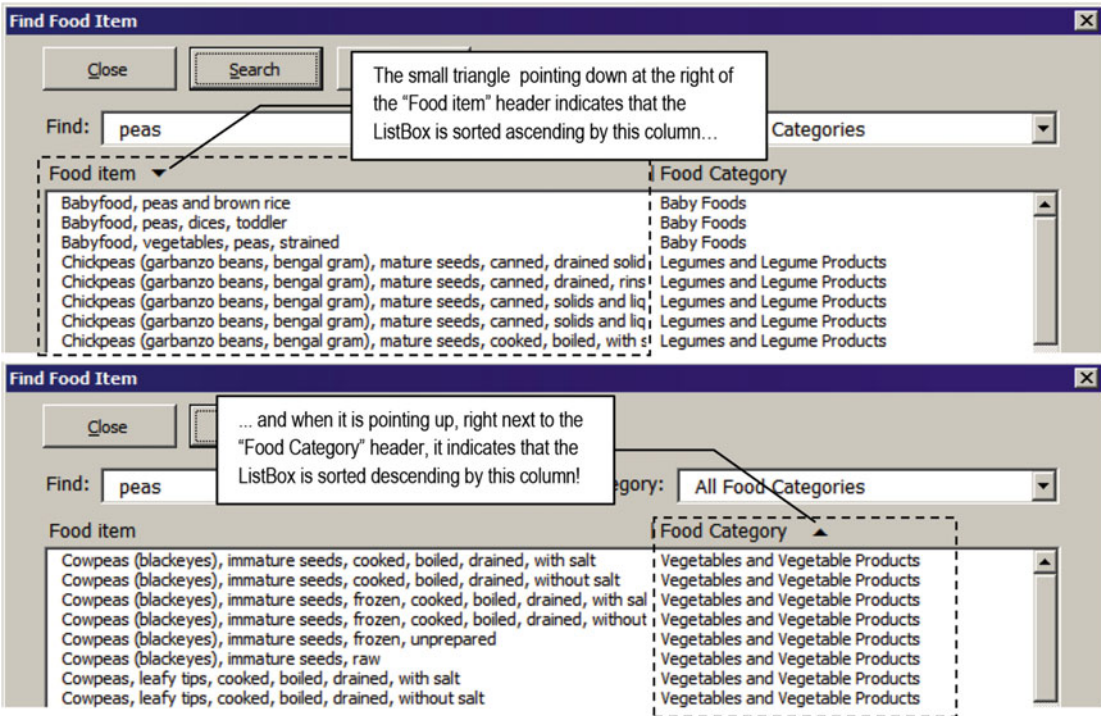 Find Food Item
Close
Search
The small triangle pointing down at the right of
the “Food item” header indicates that the
ListBox is sorted ascending by this column…
Find:
peas
Categories
Food item
Food Category
Babyfood, peas and brown rice
Baby Foods
Babyfood, peas, dices, toddler
Baby Foods
Babyfood, vegetables, peas, strained
Baby Foods
Chickpeas (garbanzo beans, bengal gram), mature seeds, canned, drained solid
Legumes and Legume Products
Chickpeas (garbanzo beans, bengal gram), mature seeds, canned, drained, rins
Legumes and Legume Products
Chickpeas (garbanzo beans, bengal gram), mature seeds, canned, solids and liq
Legumes and Legume Products
Chickpeas (garbanzo beans, bengal gram), mature seeds, canned, solids and liq
Legumes and Legume Products
Chickpeas (garbanzo beans, bengal gram), mature seeds, cooked, boiled, with s
Legumes and Legume Products
Find Food Item
Close
... and when it is pointing up, right next to the
“Food Category” header, it indicates that the
ListBox is sorted descending by this column!
Find:
peas
egory:
All Food Categories
Food item
Food Category
Cowpeas (blackeyes), immature seeds, cooked, boiled, drained, with salt
Vegetables and Vegetable Products
Cowpeas (blackeyes), immature seeds, cooked, boiled, drained, without salt
Vegetables and Vegetable Products
Cowpeas (blackeyes), immature seeds, frozen, cooked, boiled, drained, with sal
Vegetables and Vegetable Products
Cowpeas (blackeyes), immature seeds, frozen, cooked, boiled, drained, without
Vegetables and Vegetable Products
Cowpeas (blackeyes), immature seeds, frozen, unprepared
Vegetables and Vegetable Products
Cowpeas (blackeyes), immature seeds, raw
Vegetables and Vegetable Products
Cowpeas, leafy tips, cooked, boiled, drained, with salt
Vegetables and Vegetable Products
Cowpeas, leafy tips, cooked, boiled, drained, without salt
Vegetables and Vegetable Products